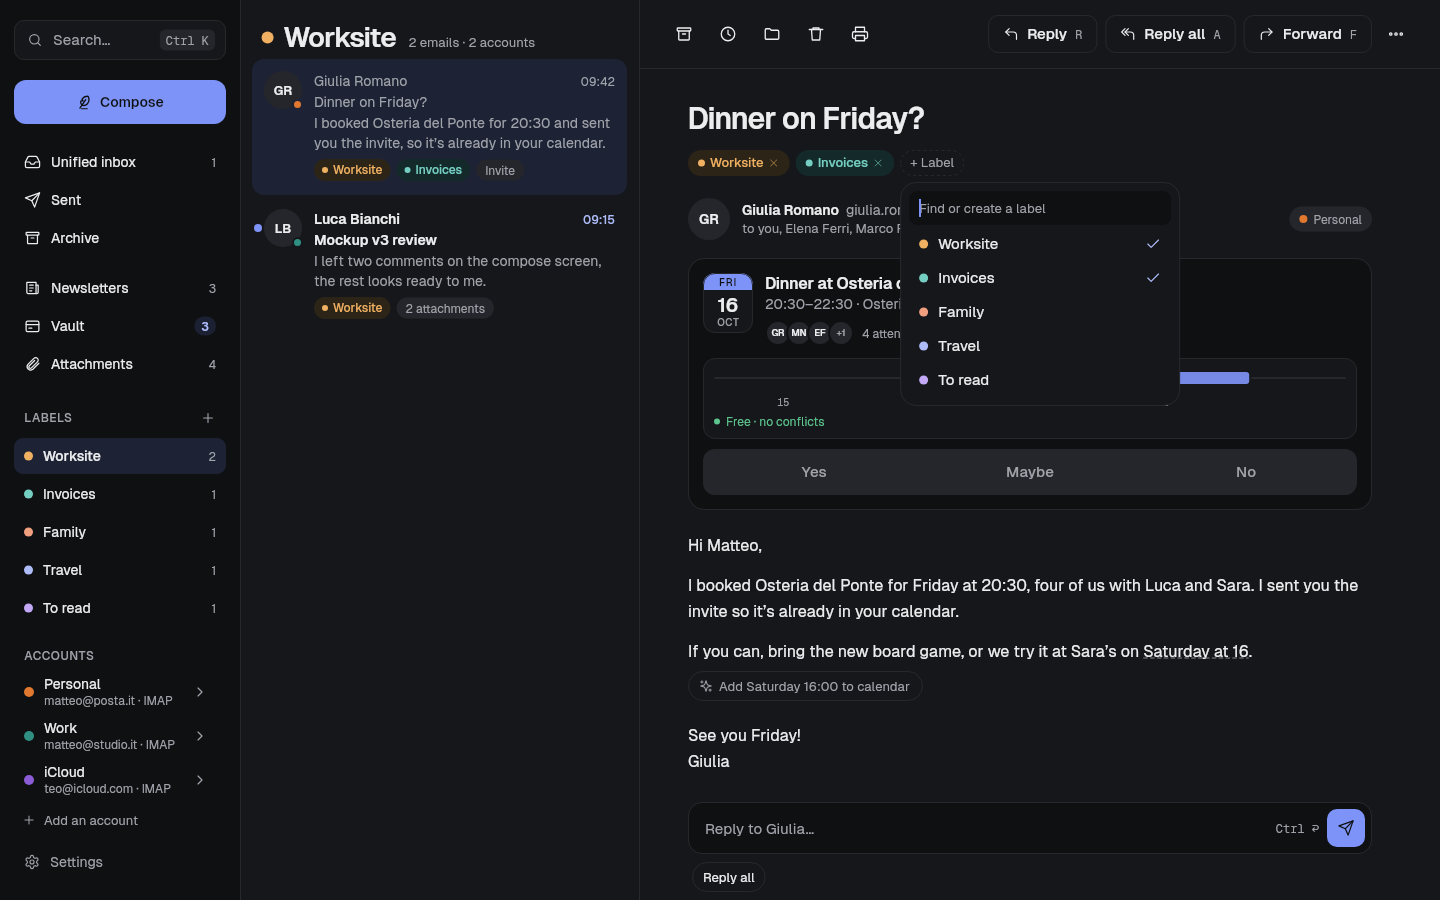 Search...
Ctrl K
Compose
Unified inbox 1
Sent
Archive
Newsletters 3
Vault 3
Attachments 4
LABELS
Worksite 2
Invoices 1
Family 1
Travel 1
To read 1
ACCOUNTS
Personal
matteo@posta.it · IMAP
Work
matteo@studio.it · IMAP
iCloud
teo@icloud.com · IMAP
Add an account
Settings
Worksite 2 emails · 2 accounts
GR
Giulia Romano 09:42
Dinner on Friday?
I booked Osteria del Ponte for 20:30 and sent
you the invite, so it’s already in your calendar.
Worksite Invoices Invite
LB
Luca Bianchi 09:15
Mockup v3 review
I left two comments on the compose screen,
the rest looks ready to me.
Worksite 2 attachments
Reply R
Reply all A
Forward F
Dinner on Friday?
Worksite Invoices + Label
GR
Giulia Romano giulia.ror
to you, Elena Ferri, Marco
Personal
Find or create a label
Worksite
Invoices
Family
Travel
To read
FRI
16
OCT
Dinner at Osteria
20:30–22:30 · Osteri
GR MN EF +1 4 atten
15
Free · no conflicts
Yes Maybe No
Hi Matteo,
I booked Osteria del Ponte for Friday at 20:30, four of us with Luca and Sara. I sent you the
invite so it’s already in your calendar.
If you can, bring the new board game, or we try it at Sara’s on Saturday at 16.
Add Saturday 16:00 to calendar
See you Friday!
Giulia
Reply to Giulia...
Ctrl
Reply all